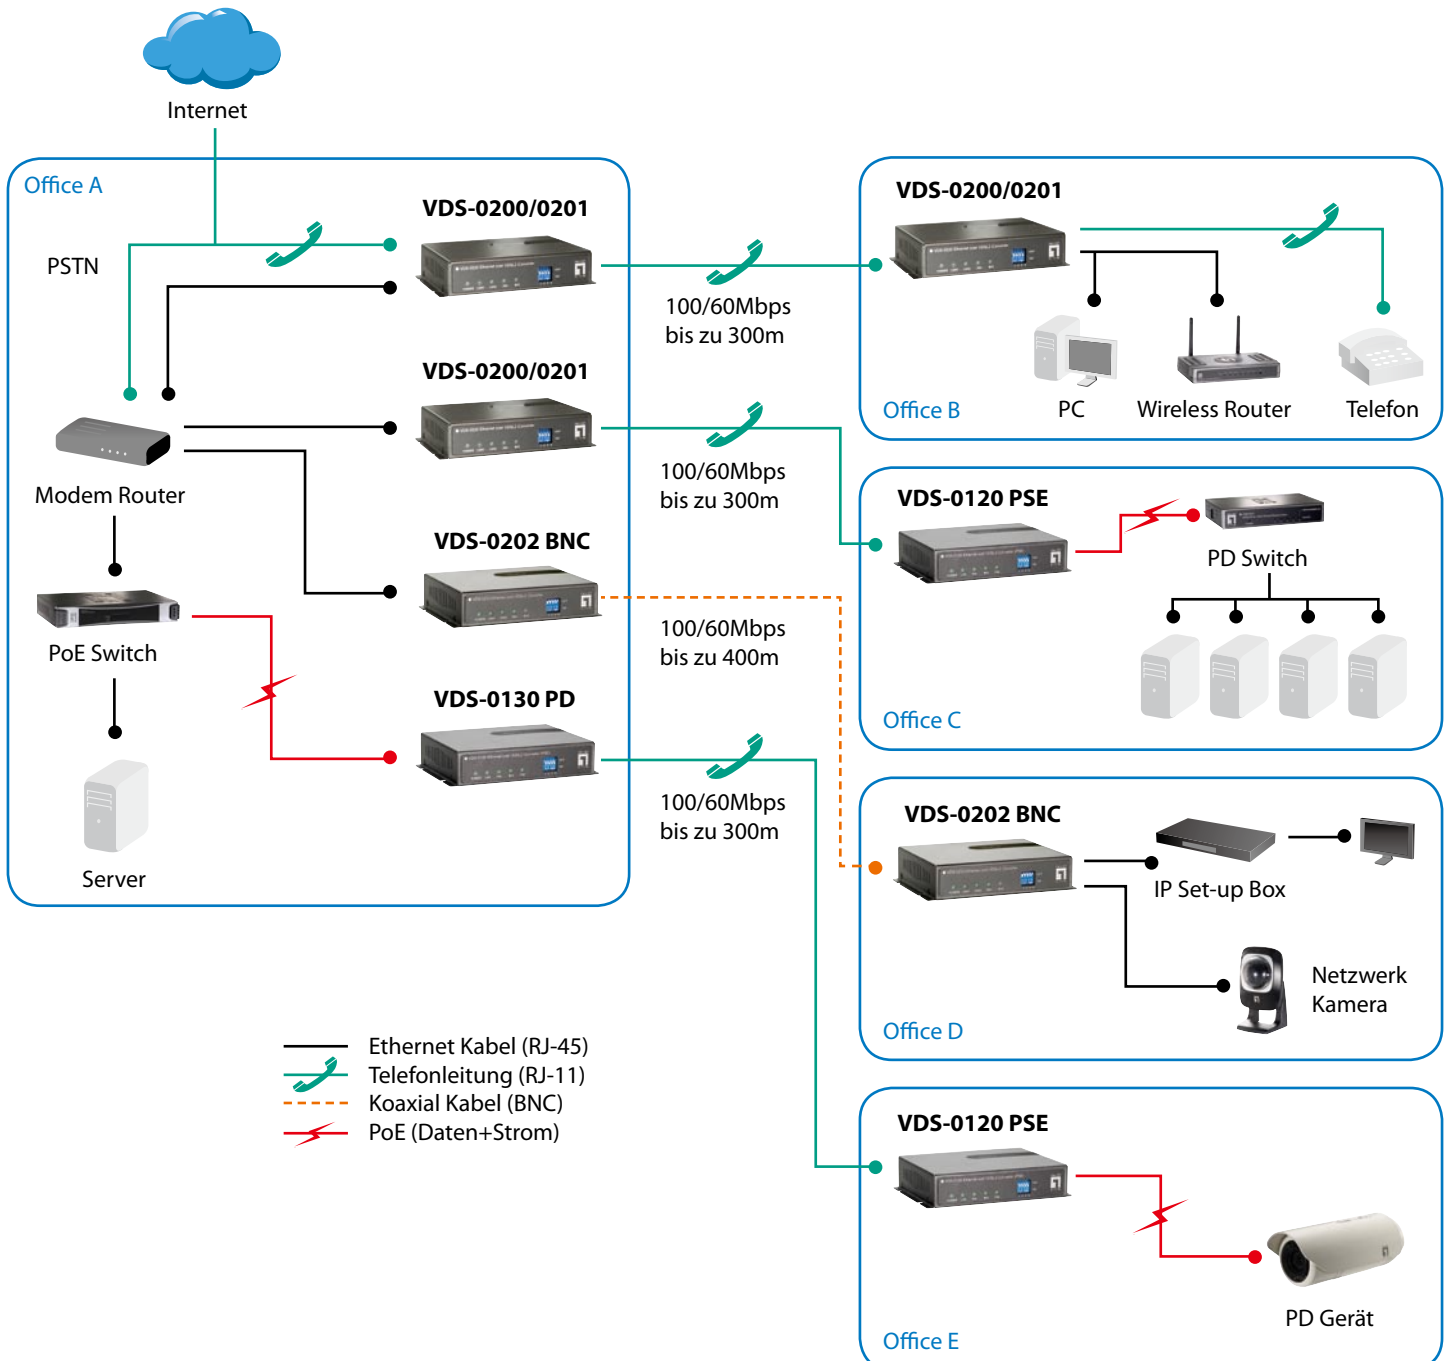 Internet
Office A
PSTN
VDS-0200/0201
VDS-0200/0201
Modem Router
VDS-0202 BNC
PoE Switch
VDS-0130 PD
Server
100/60Mbps
bis zu 300m
100/60Mbps
bis zu 300m
100/60Mbps
bis zu 400m
100/60Mbps
bis zu 300m
VDS-0200/0201
PC
Wireless Router
Telefon
Office B
VDS-0120 PSE
PD Switch
Office C
VDS-0202 BNC
IP Set-up Box
Netzwerk
Kamera
Office D
VDS-0120 PSE
PD Gerät
Office E
Ethernet Kabel (RJ-45)
Telefonleitung (RJ-11)
Koaxial Kabel (BNC)
PoE (Daten+Strom)